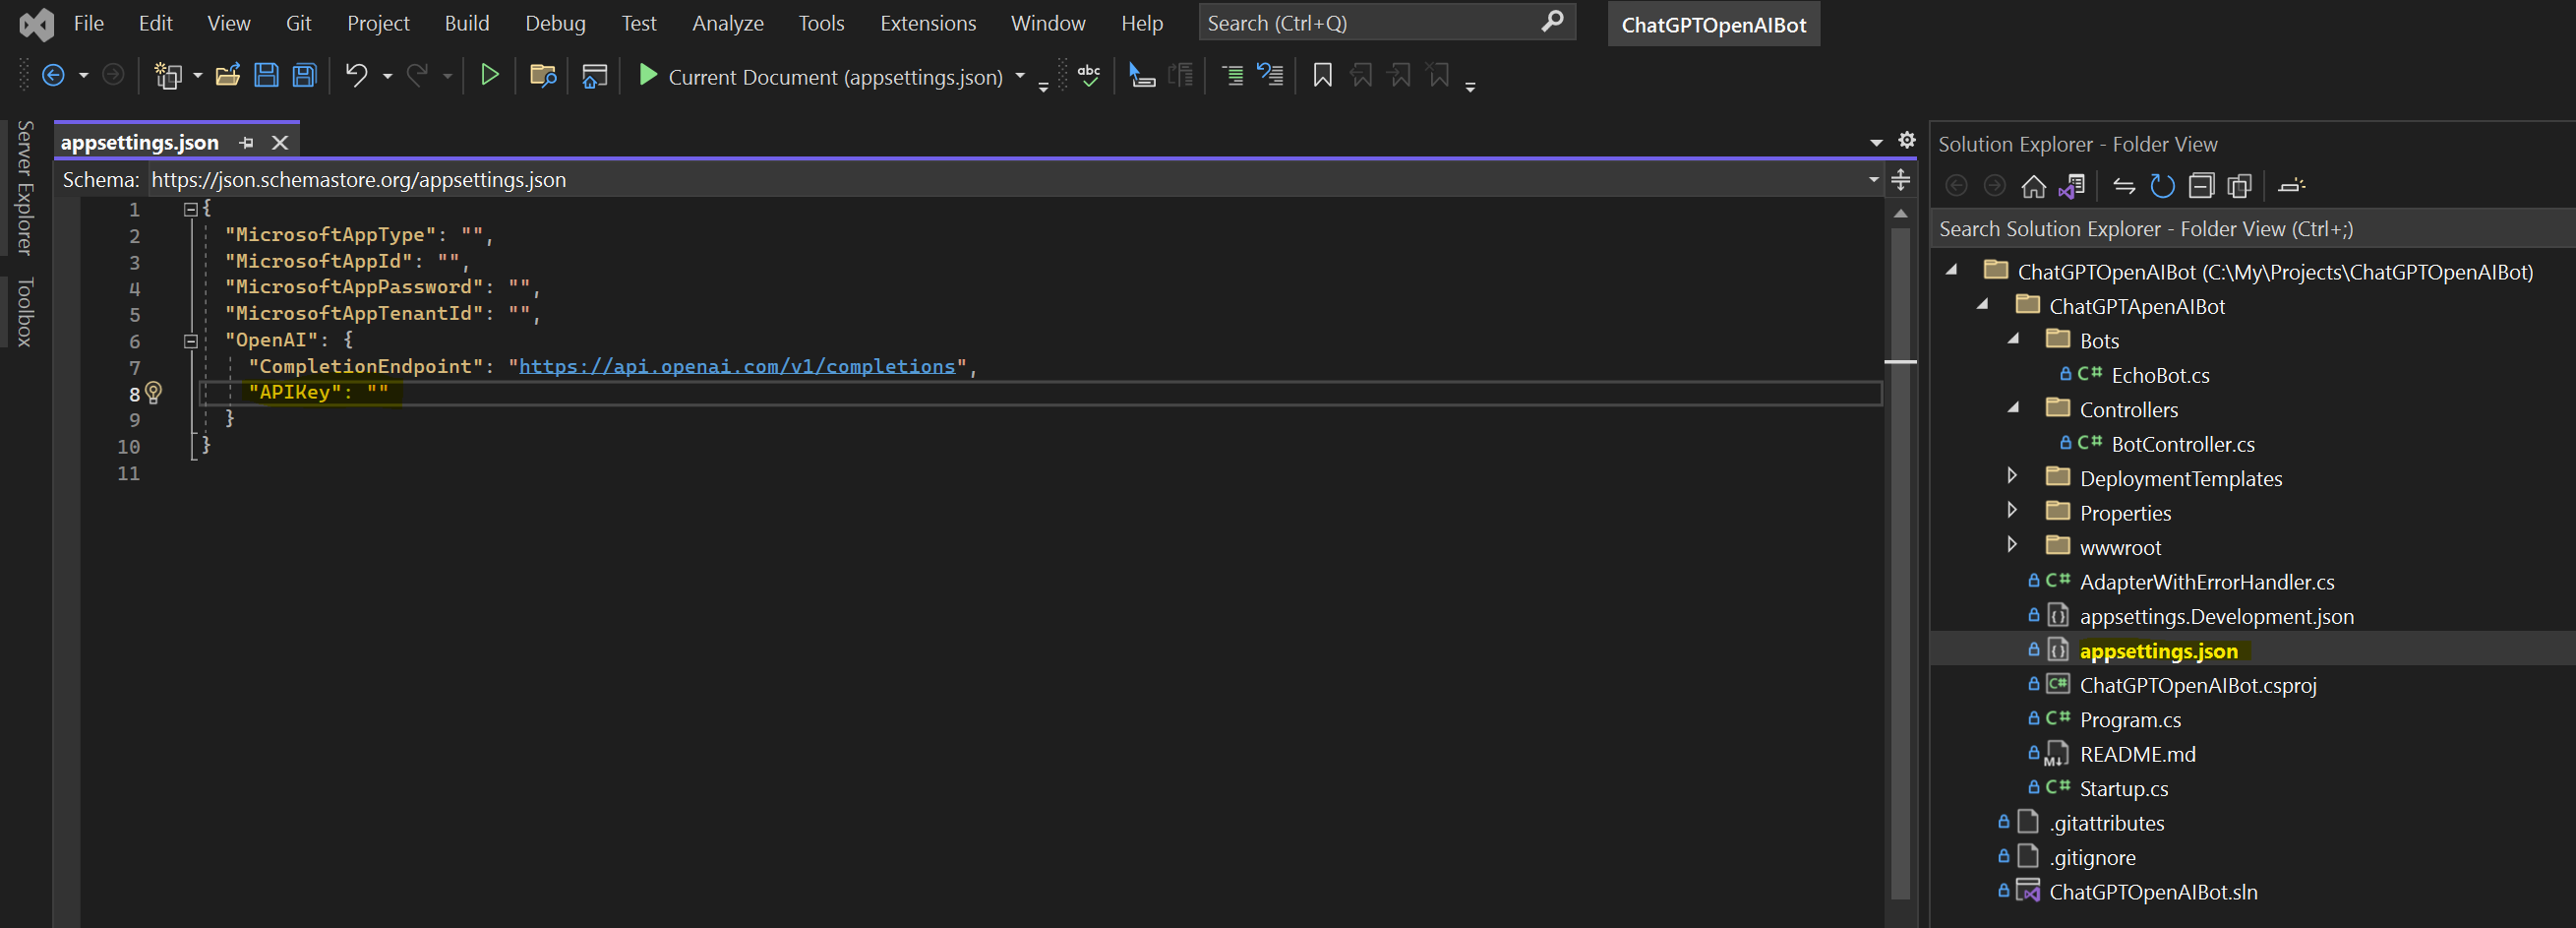 File Edit View Git Project Build Debug Test Analyze Tools Extensions Window Help Search (Ctrl+Q) ChatGPTOpenAIBot
Current Document (appsettings.json) abc
Server Explorer
Toolbox
appsettings.json
Schema: https://json.schemastore.org/appsettings.json
1 {
2 "MicrosoftAppType": "",
3 "MicrosoftAppId": "",
4 "MicrosoftAppPassword": "",
5 "MicrosoftAppTenantId": "",
6 "OpenAI": {
7 "CompletionEndpoint": "https://api.openai.com/v1/completions",
8 "APIKey": ""
9 }
10 }
11
Solution Explorer - Folder View
Search Solution Explorer - Folder View (Ctrl+;)
ChatGPTOpenAIBot (C:\My\Projects\ChatGPTOpenAIBot)
ChatGPTApenAIBot
Bots
C# EchoBot.cs
Controllers
C# BotController.cs
DeploymentTemplates
Properties
wwwroot
C# AdapterWithErrorHandler.cs
appsettings.Development.json
appsettings.json
C# ChatGPTOpenAIBot.csproj
C# Program.cs
M↓ README.md
C# Startup.cs
.gitattributes
.gitignore
ChatGPTOpenAIBot.sln